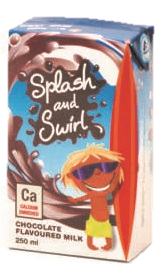 Splash
and
Swirl
Ca
CALCIUM
ENRICHED
CHOCOLATE
FLAVOURED MILK
250 ml